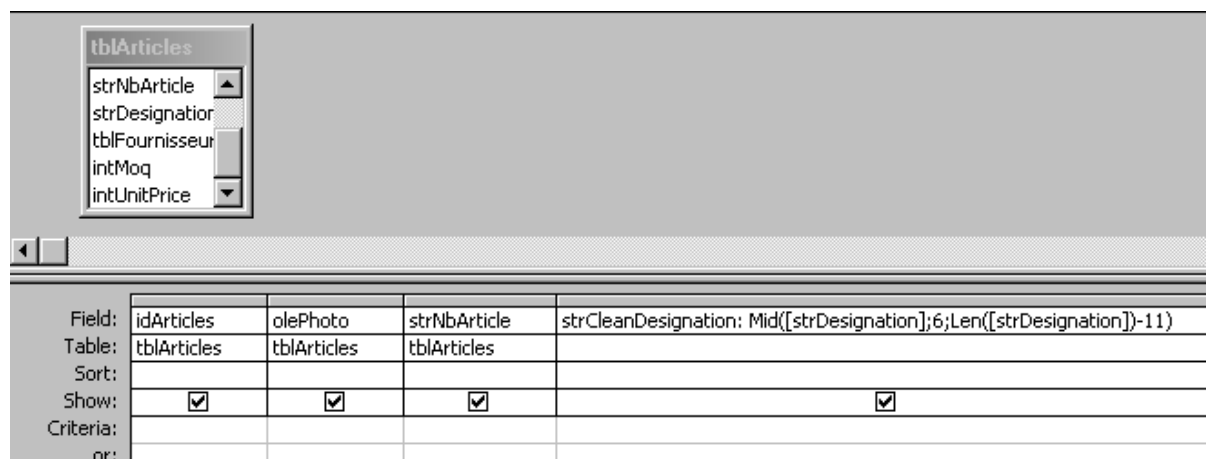 tblArticles
strNbArticle
strDesignation
tblFournisseur
intMoq
intUnitPrice
Field: idArticles olePhoto strNbArticle strCleanDesignation: Mid([strDesignation];6;Len([strDesignation])-11)
Table: tblArticles tblArticles tblArticles
Sort:
Show:
Criteria:
or: